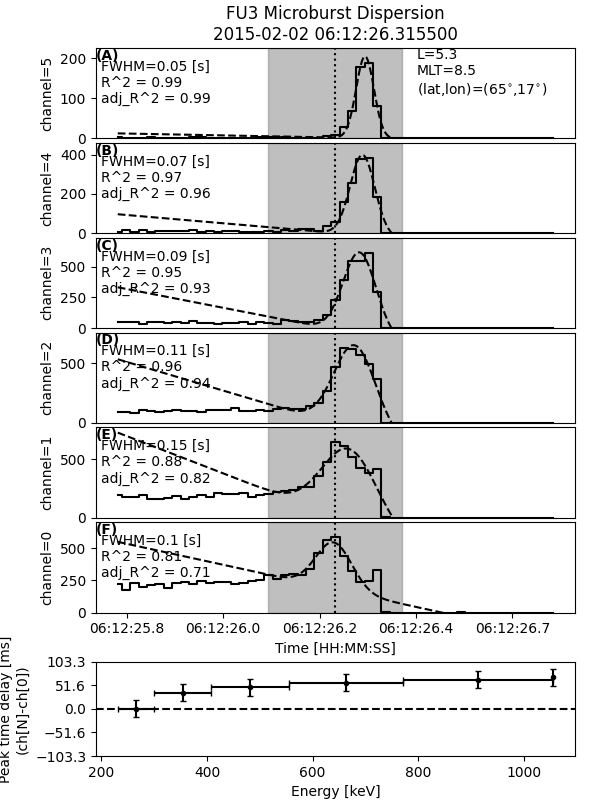 FU3 Microburst Dispersion
2015-02-02 06:12:26.315500
(A)
FWHM=0.05 [s]
R^2 = 0.99
adj_R^2 = 0.99
L=5.3
MLT=8.5
(lat,lon)=(65°,17°)
200
100
0
channel=5
(B)
FWHM=0.07 [s]
R^2 = 0.97
adj_R^2 = 0.96
400
200
0
channel=4
(C)
FWHM=0.09 [s]
R^2 = 0.95
adj_R^2 = 0.93
500
250
0
channel=3
(D)
FWHM=0.11 [s]
R^2 = 0.96
adj_R^2 = 0.94
500
0
channel=2
(E)
FWHM=0.15 [s]
R^2 = 0.88
adj_R^2 = 0.82
500
0
channel=1
(F)
FWHM=0.1 [s]
R^2 = 0.81
adj_R^2 = 0.71
500
250
0
channel=0
06:12:25.8 06:12:26.0 06:12:26.2 06:12:26.4 06:12:26.7
Time [HH:MM:SS]
103.3
51.6
0.0
−51.6
−103.3
Peak time delay [ms]
(ch[N]-ch[0])
200 400 600 800 1000
Energy [keV]